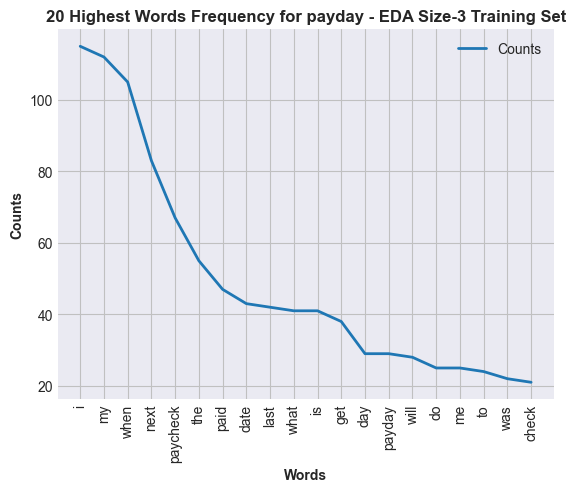 20 Highest Words Frequency for payday - EDA Size-3 Training Set
Counts
Counts
100
80
60
40
20
i
my
when
next
paycheck
the
paid
date
last
what
is
get
day
payday
will
do
me
to
was
check
Words